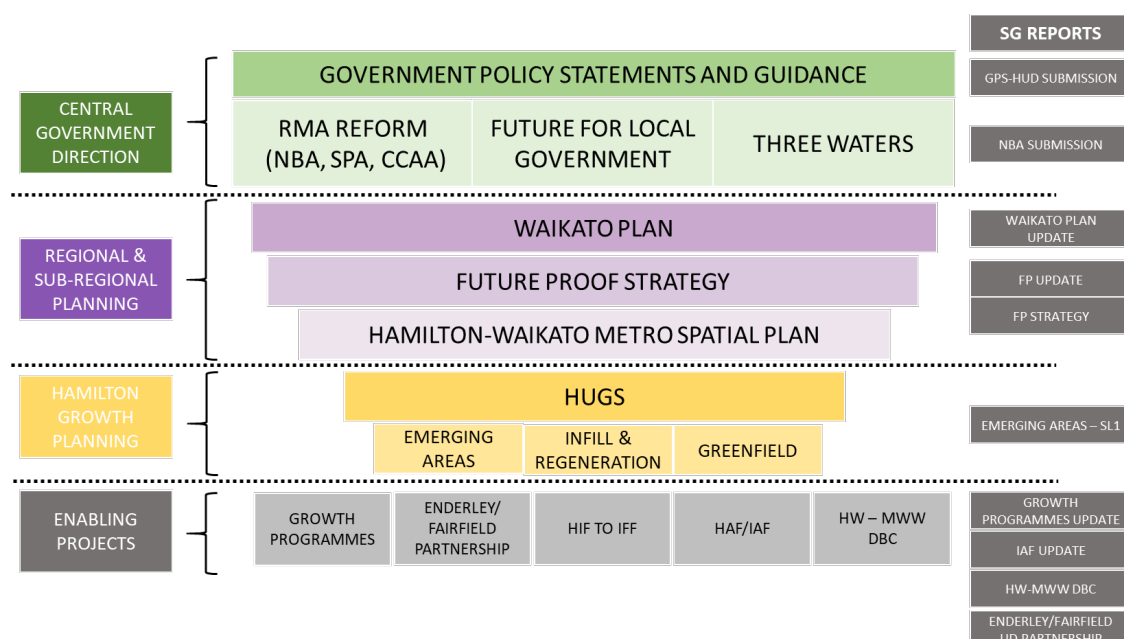 SG REPORTS
GOVERNMENT POLICY STATEMENTS AND GUIDANCE
GPS-HUD SUBMISSION
CENTRAL
GOVERNMENT
DIRECTION
RMA REFORM
(NBA, SPA, CCAA)
FUTURE FOR LOCAL
GOVERNMENT
THREE WATERS
NBA SUBMISSION
REGIONAL &
SUB-REGIONAL
PLANNING
WAIKATO PLAN
WAIKATO PLAN
UPDATE
FUTURE PROOF STRATEGY
FP UPDATE
HAMILTON-WAIKATO METRO SPATIAL PLAN
FP STRATEGY
HAMILTON
GROWTH
PLANNING
HUGS
EMERGING
AREAS
INFILL &
REGENERATION
GREENFIELD
EMERGING AREAS – SL1
ENABLING
PROJECTS
GROWTH
PROGRAMMES
ENDERLEY/
FAIRFIELD
PARTNERSHIP
HIF TO IFF
HAF/IAF
HW – MWW
DBC
GROWTH
PROGRAMMES UPDATE
IAF UPDATE
HW-MWW DBC
ENDERLEY/FAIRFIELD
UD PARTNERSHIP